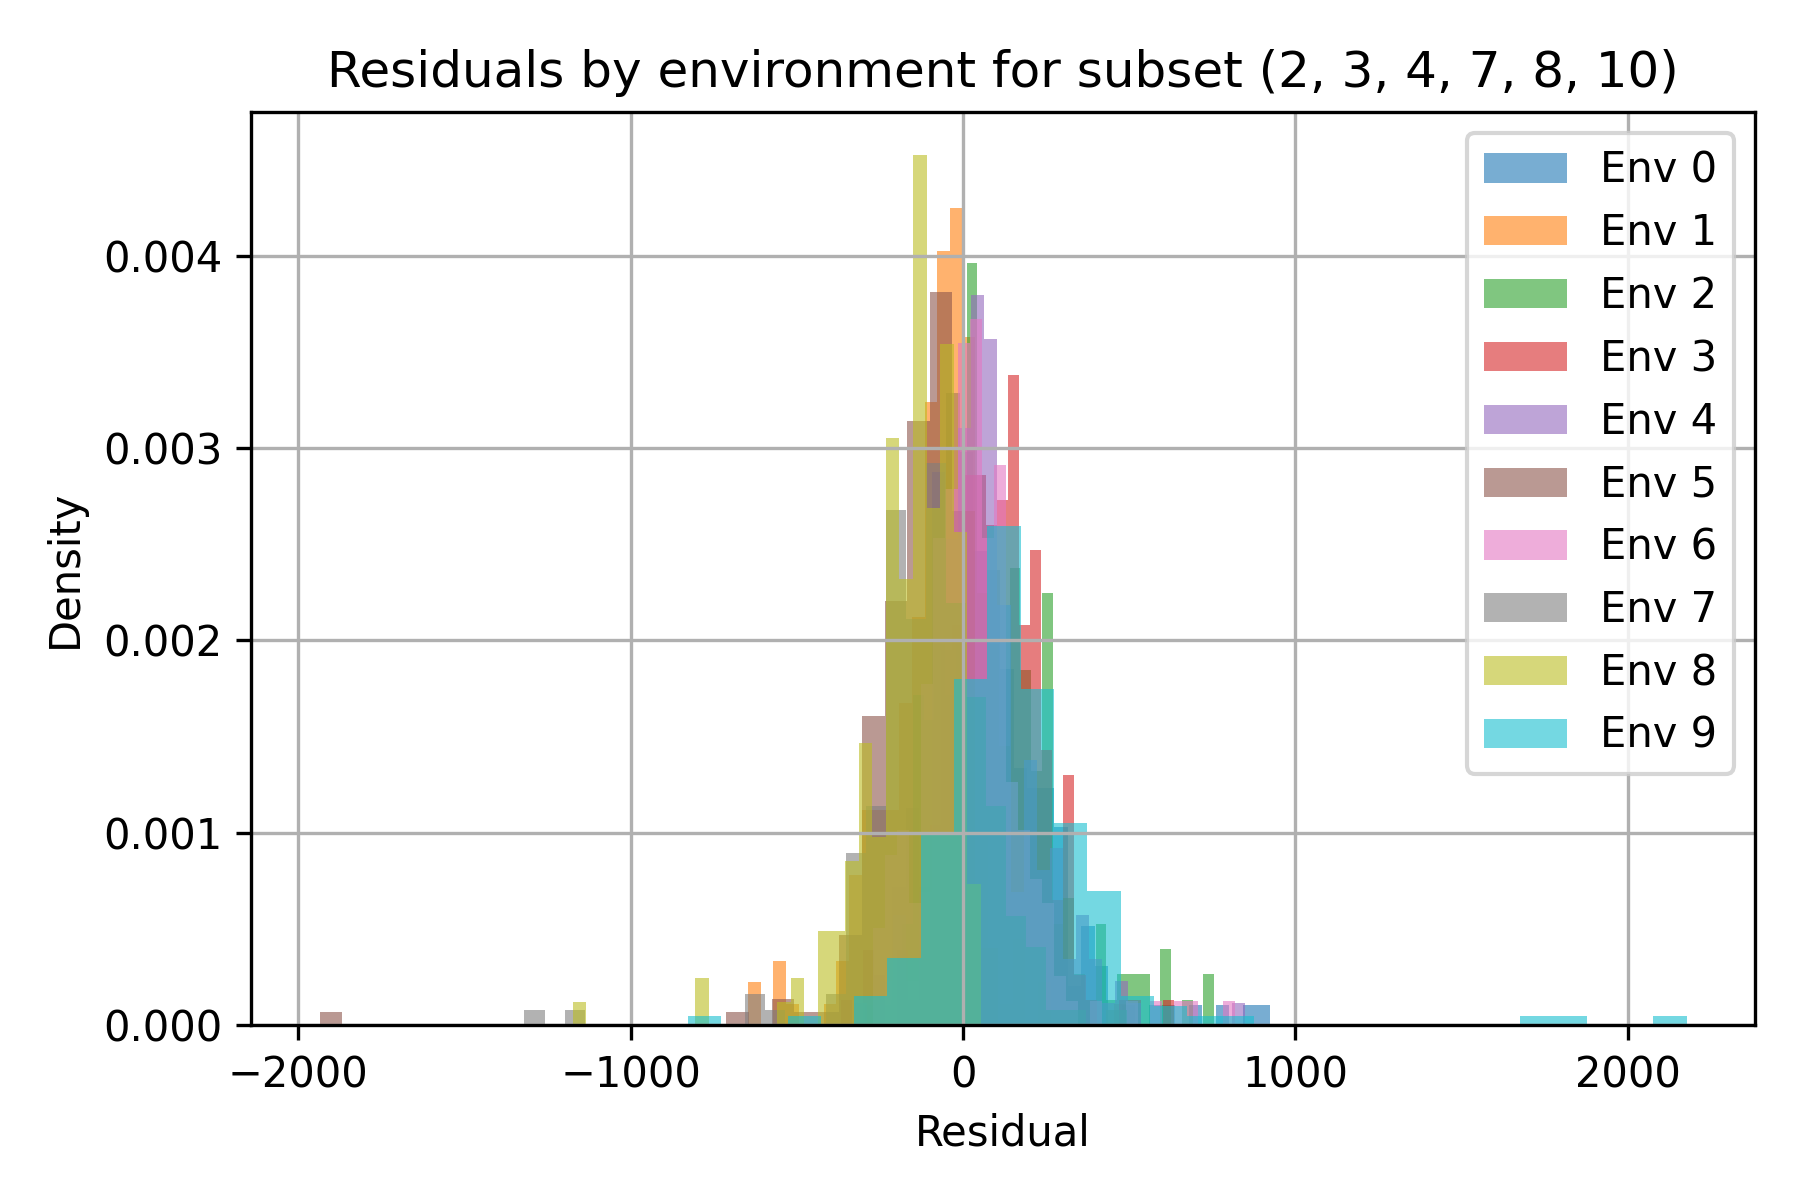 Residuals by environment for subset (2, 3, 4, 7, 8, 10)
Density
0.004
0.003
0.002
0.001
0.000
−2000
−1000
0
1000
2000
Residual
Env 0
Env 1
Env 2
Env 3
Env 4
Env 5
Env 6
Env 7
Env 8
Env 9